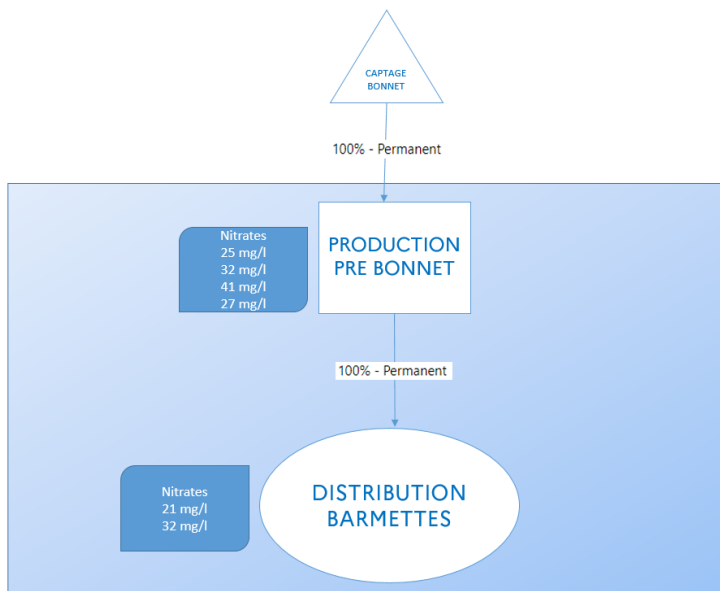 CAPTAGE
BONNET
100% - Permanent
Nitrates
25 mg/l
32 mg/l
41 mg/l
27 mg/l
PRODUCTION
PRE BONNET
100% - Permanent
Nitrates
21 mg/l
32 mg/l
DISTRIBUTION
BARMETTES